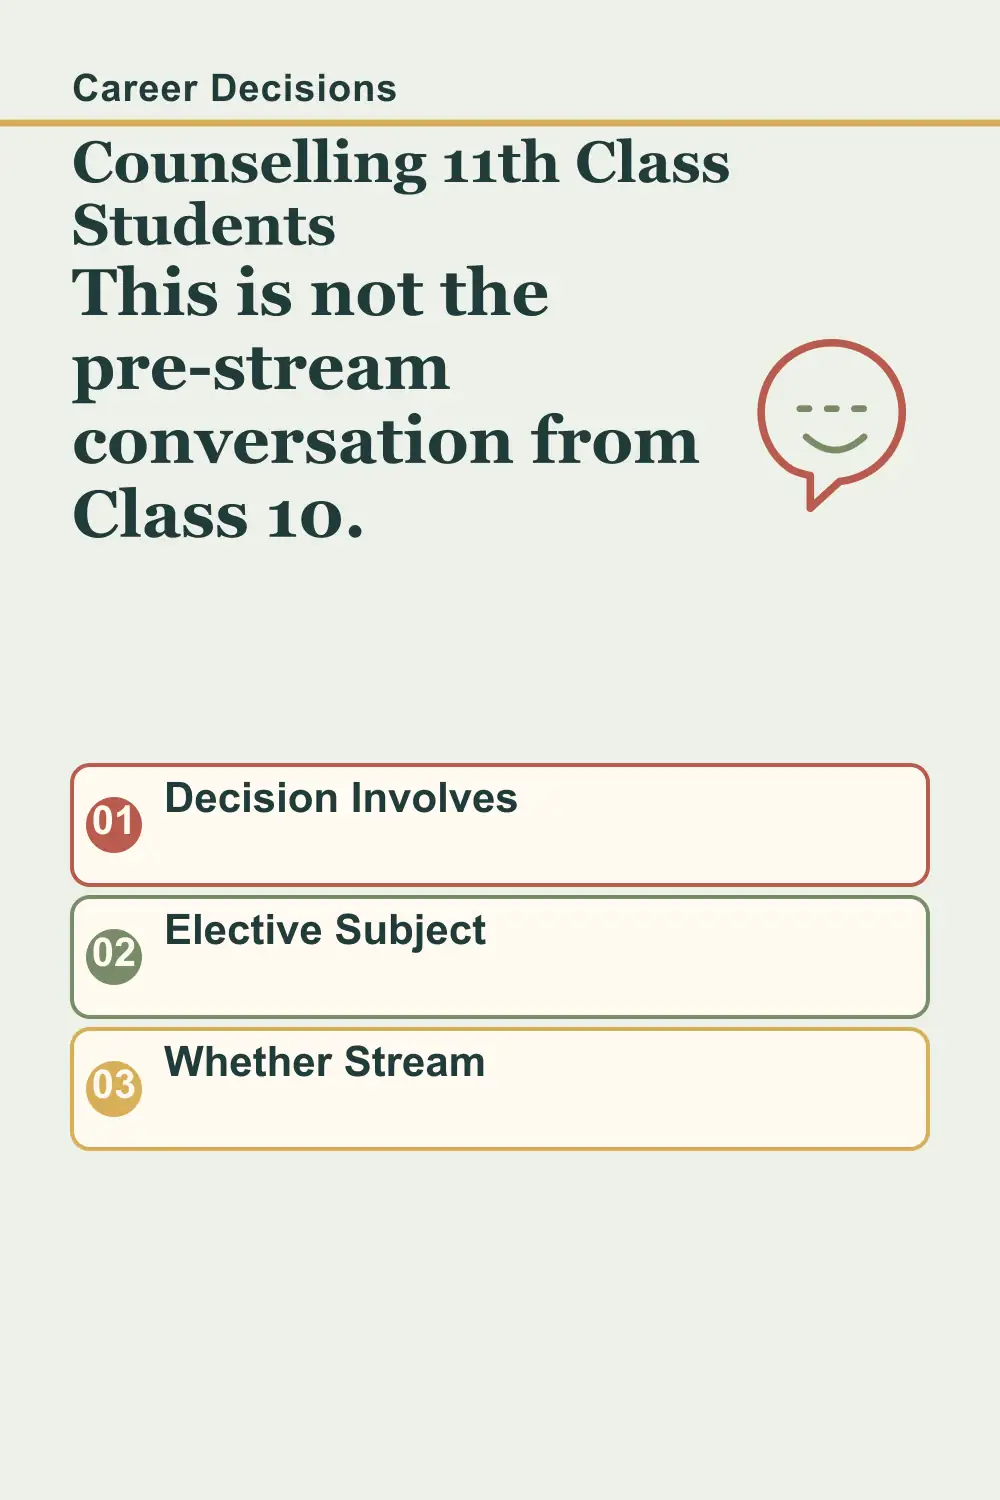 Career Decisions
Counselling 11th Class
Students
This is not the
pre-stream
conversation from
Class 10.
01
Decision Involves
02
Elective Subject
03
Whether Stream